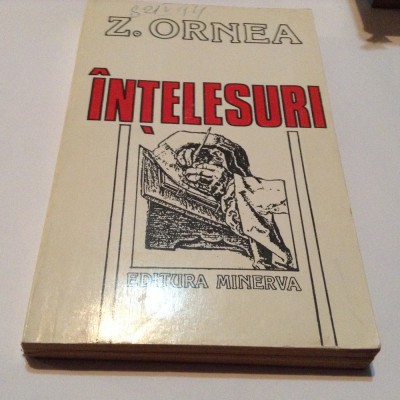 Z. ORNEA
ÎNȚELESURI
EDITURA MINERVA